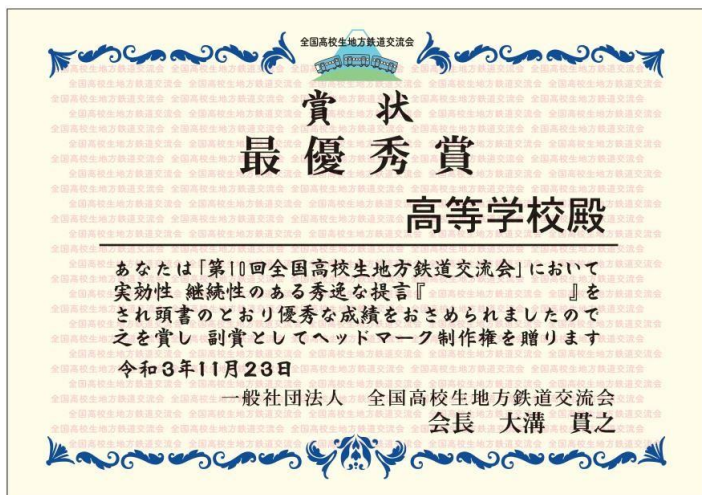 全国高校生地方鉄道交流会
賞 状
最 優 秀 賞
高等学校殿
あなたは「第10回全国高校生地方鉄道交流会」において
実効性 継続性のある秀逸な提言『　　　　　　』を
され頭書のとおり優秀な成績をおさめられましたので
之を賞し 副賞としてヘッドマーク制作権を贈ります
令和3年11月23日
一般社団法人　全国高校生地方鉄道交流会
会長　大溝　貫之